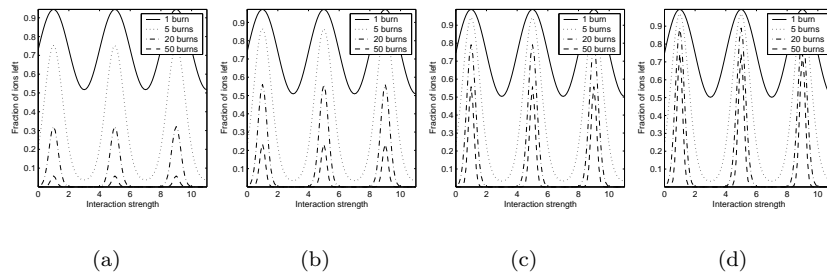 0.9
0.8
0.7
0.6
0.5
0.4
0.3
0.2
0.1
Fraction of ions left
0 2 4 6 8 10
Interaction strength
1 burn
5 burns
20 burns
50 burns
(a)
0.9
0.8
0.7
0.6
0.5
0.4
0.3
0.2
0.1
Fraction of ions left
0 2 4 6 8 10
Interaction strength
1 burn
5 burns
20 burns
50 burns
(b)
0.9
0.8
0.7
0.6
0.5
0.4
0.3
0.2
0.1
Fraction of ions left
0 2 4 6 8 10
Interaction strength
1 burn
5 burns
20 burns
50 burns
(c)
0.9
0.8
0.7
0.6
0.5
0.4
0.3
0.2
0.1
Fraction of ions left
0 2 4 6 8 10
Interaction strength
1 burn
5 burns
20 burns
50 burns
(d)